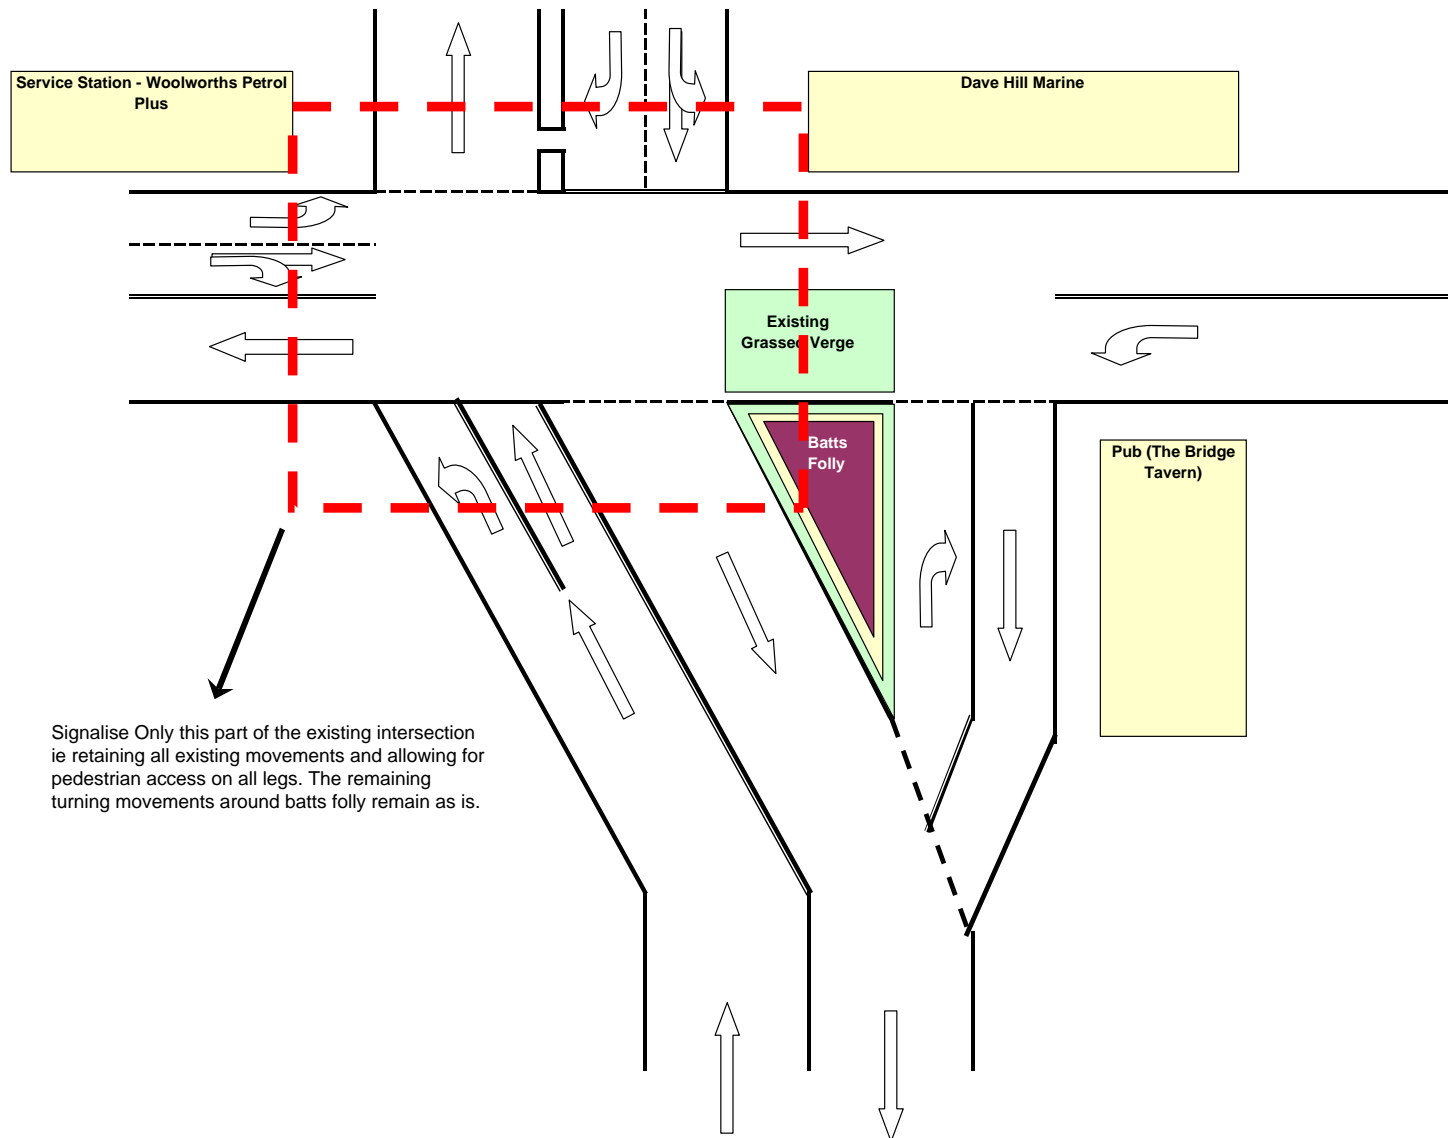 Service Station - Woolworths Petrol
Plus
Dave Hill Marine
Existing
Grassed Verge
Batts
Folly
Pub (The Bridge
Tavern)
Signalise Only this part of the existing intersection
ie retaining all existing movements and allowing for
pedestrian access on all legs. The remaining
turning movements around batts folly remain as is.